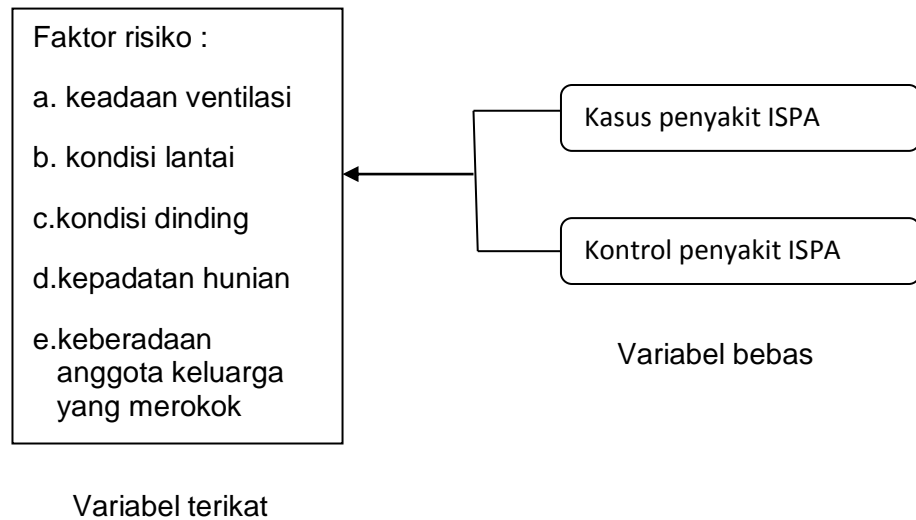 Faktor risiko :
a. keadaan ventilasi
b. kondisi lantai
c.kondisi dinding
d.kepadatan hunian
e.keberadaan
anggota keluarga
yang merokok
Variabel terikat
Kasus penyakit ISPA
Kontrol penyakit ISPA
Variabel bebas